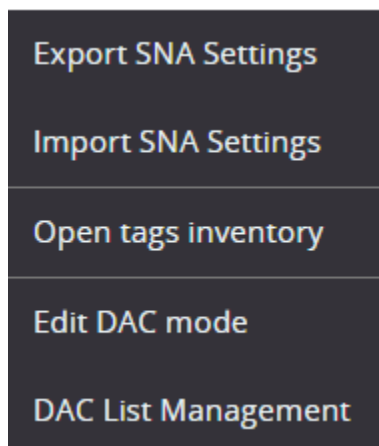 Export SNA Settings
Import SNA Settings
Open tags inventory
Edit DAC mode
DAC List Management